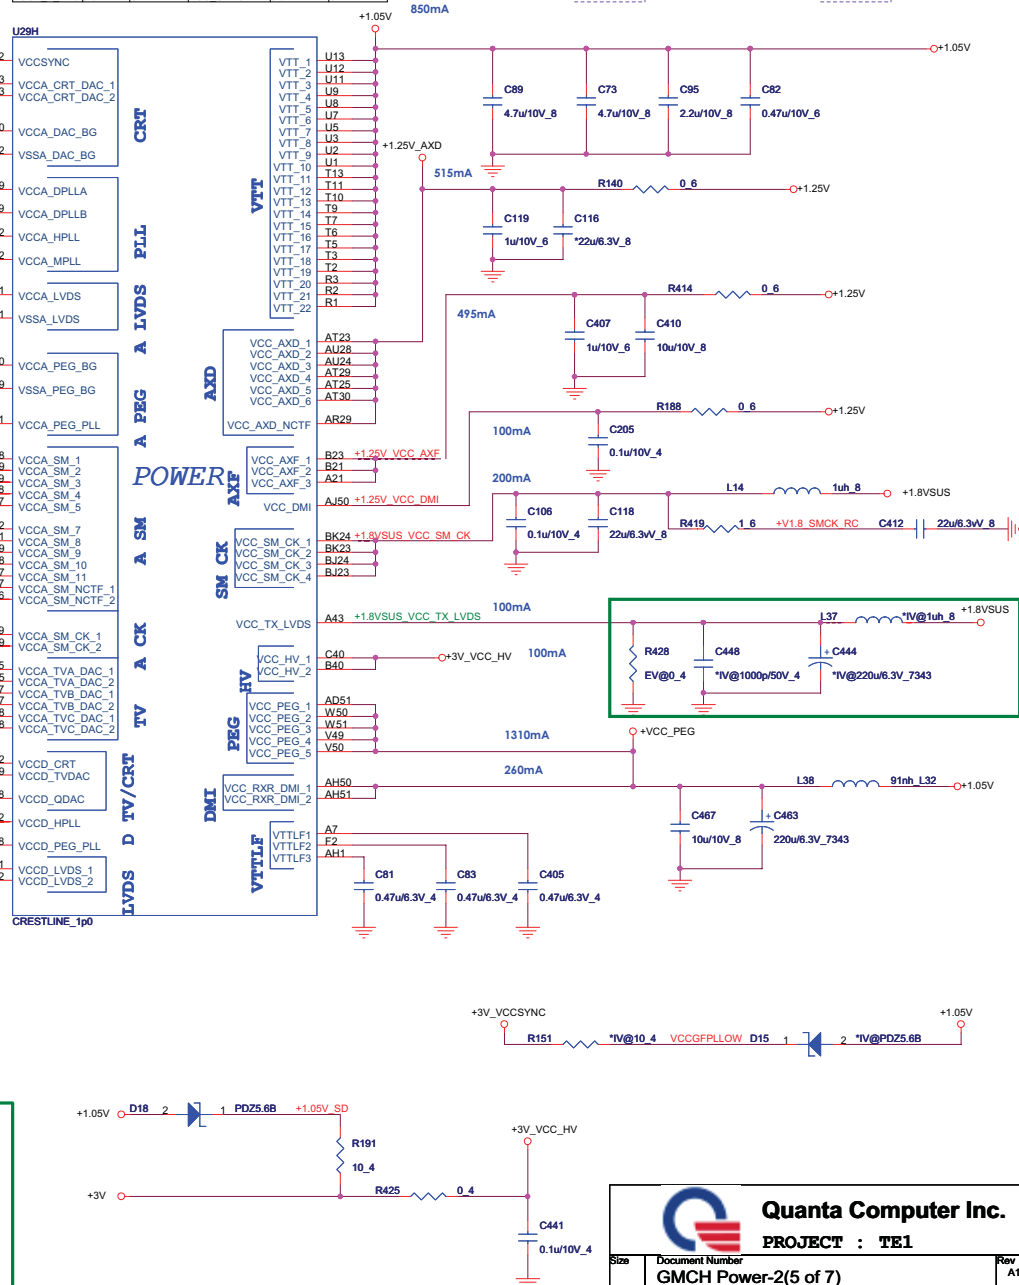 850mA
+1.05V
U29H
VCCSYNC
VCCA_CRT_DAC_1
VCCA_CRT_DAC_2
VCCA_DAC_BG
VSSA_DAC_BG
CRT
VCCA_DPLLA
VCCA_DPLLB
VCCA_HPLL
VCCA_MPLL
PLL
VCCA_LVDS
VSSA_LVDS
A LVDS
VCCA_PEG_BG
VSSA_PEG_BG
VCCA_PEG_PLL
A PEG
VCCA_SM_1
VCCA_SM_2
VCCA_SM_3
VCCA_SM_4
VCCA_SM_5
VCCA_SM_7
VCCA_SM_8
VCCA_SM_9
VCCA_SM_10
VCCA_SM_11
VCCA_SM_NCTF_1
VCCA_SM_NCTF_2
A SM
VCCA_SM_CK_1
VCCA_SM_CK_2
A CK
VCCA_TVA_DAC_1
VCCA_TVA_DAC_2
VCCA_TVB_DAC_1
VCCA_TVB_DAC_2
VCCA_TVC_DAC_1
VCCA_TVC_DAC_2
TV
VCCD_CRT
VCCD_TVDAC
VCCD_QDAC
D TV/CRT
VCCD_HPLL
VCCD_PEG_PLL
VCCD_LVDS_1
VCCD_LVDS_2
LVDS
CRESTLINE_1p0
POWER
VTT
VTT_1 U13
VTT_2 U12
VTT_3 U11
VTT_4 U9
VTT_5 U8
VTT_6 U7
VTT_7 U5
VTT_8 U3
VTT_9 U2
VTT_10 U1
VTT_11 T13
VTT_12 T11
VTT_13 T10
VTT_14 T9
VTT_15 T7
VTT_16 T6
VTT_17 T5
VTT_18 T3
VTT_19 T2
VTT_20 R3
VTT_21 R2
VTT_22 R1
AXD
VCC_AXD_1 AT23
VCC_AXD_2 AU28
VCC_AXD_3 AU24
VCC_AXD_4 AT29
VCC_AXD_5 AT25
VCC_AXD_6 AT30
VCC_AXD_NCTF AR29
AXF
VCC_AXF_1 B23 +1.25V_VCC_AXF
VCC_AXF_2 B21
VCC_AXF_3 A21
VCC_DMI AJ50 +1.25V_VCC_DMI
SM CK
VCC_SM_CK_1 BK24 +1.8VSUS_VCC_SM_CK
VCC_SM_CK_2 BK23
VCC_SM_CK_3 BJ24
VCC_SM_CK_4 BJ23
VCC_TX_LVDS A43 +1.8VSUS_VCC_TX_LVDS
HV
VCC_HV_1 C40
VCC_HV_2 B40
+3V_VCC_HV
PEG
VCC_PEG_1 AD51
VCC_PEG_2 W50
VCC_PEG_3 W51
VCC_PEG_4 V49
VCC_PEG_5 V50
DMI
VCC_RXR_DMI_1 AH50
VCC_RXR_DMI_2 AH51
VTTLF
VTTLF1 A7
VTTLF2 F2
VTTLF3 AH1
+1.05V
C89
4.7u/10V_8
C73
4.7u/10V_8
C95
2.2u/10V_8
C82
0.47u/10V_6
+1.25V_AXD
515mA
R140 0_6 +1.25V
C119
1u/10V_6
C116
*22u/6.3V_8
R414 0_6 +1.25V
495mA
C407
1u/10V_6
C410
10u/10V_8
R188 0_6 +1.25V
100mA
C205
0.1u/10V_4
200mA
L14 1uh_8 +1.8VSUS
C106
0.1u/10V_4
C118
22u/6.3vV_8
R419 1_6 +V1.8_SMCK_RC C412 22u/6.3vV_8
100mA
L37 *IV@1uh_8 +1.8VSUS
R428
EV@0_4
C448
*IV@1000p/50V_4
+ C444
*IV@220u/6.3V_7343
100mA
+VCC_PEG
1310mA
260mA
L38 91nh_L32 +1.05V
C467
10u/10V_8
+ C463
220u/6.3V_7343
C81
0.47u/6.3V_4
C83
0.47u/6.3V_4
C405
0.47u/6.3V_4
+3V_VCCSYNC
R151 *IV@10_4 VCCGFPLLOW D15 1 2 *IV@PDZ5.6B
+1.05V
+1.05V D18 2 1 PDZ5.6B +1.05V_SD
R191
10_4
+3V
R425 0_4
+3V_VCC_HV
C441
0.1u/10V_4
Quanta Computer Inc.
PROJECT : TE1
Size Document Number Rev
GMCH Power-2(5 of 7) A1